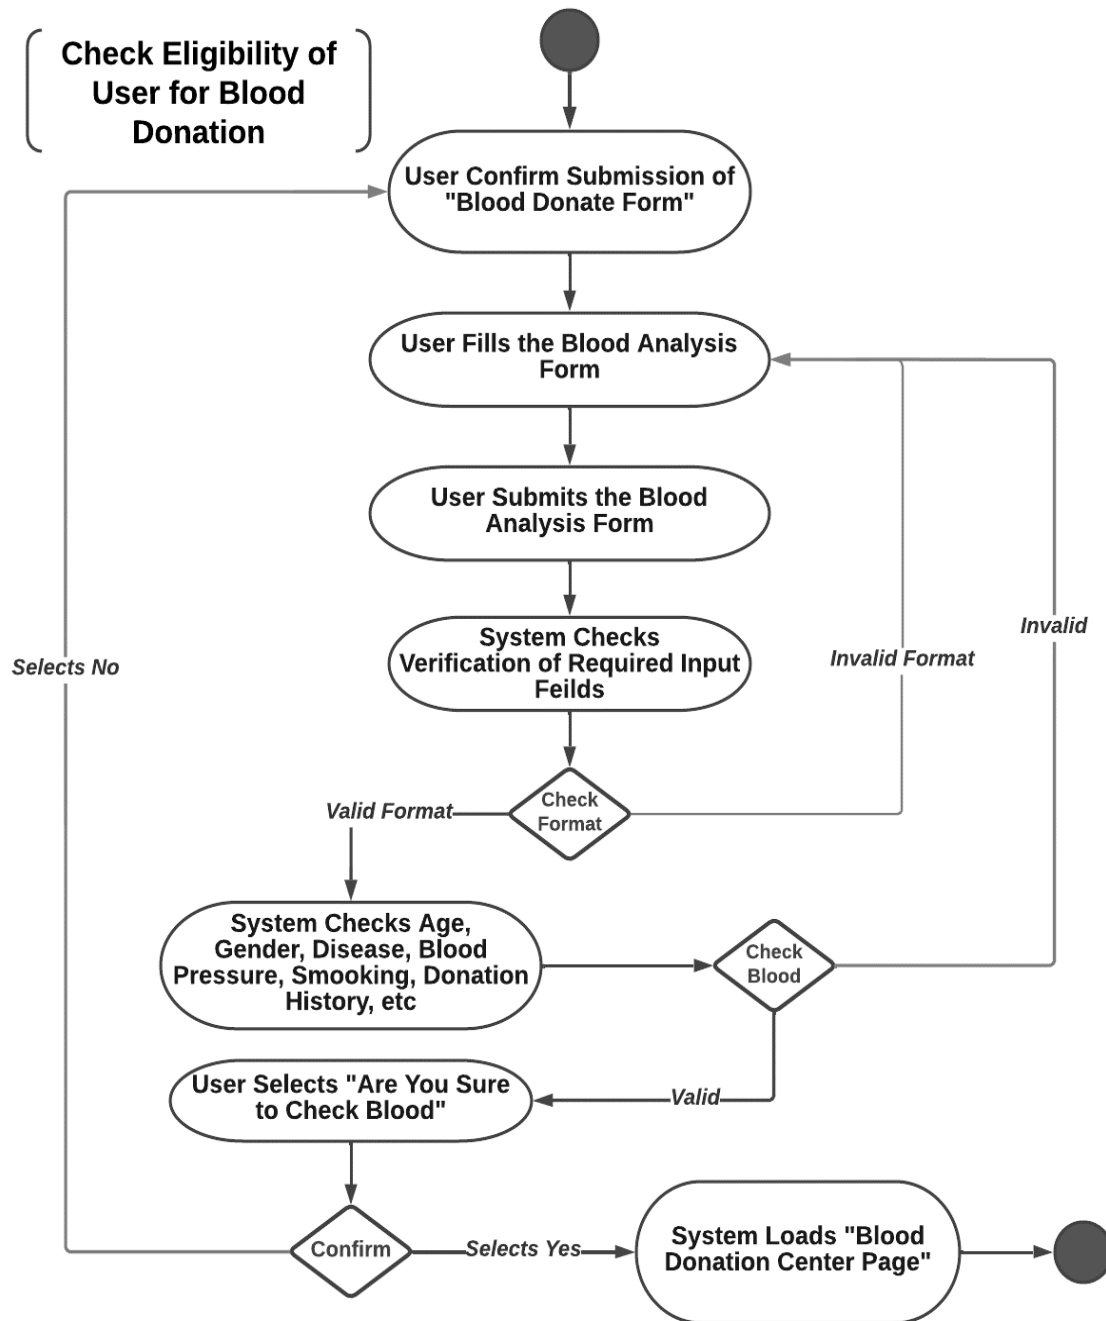 Check Eligibility of
User for Blood
Donation
User Confirm Submission of
"Blood Donate Form"
User Fills the Blood Analysis
Form
User Submits the Blood
Analysis Form
Invalid
System Checks
Verification of Required Input
Feilds
Invalid Format
Selects No
Check
Format
Valid Format
System Checks Age,
Gender, Disease, Blood
Pressure, Smooking, Donation
History, etc
Check
Blood
User Selects "Are You Sure
to Check Blood"
Valid
Confirm
Selects Yes
System Loads "Blood
Donation Center Page"